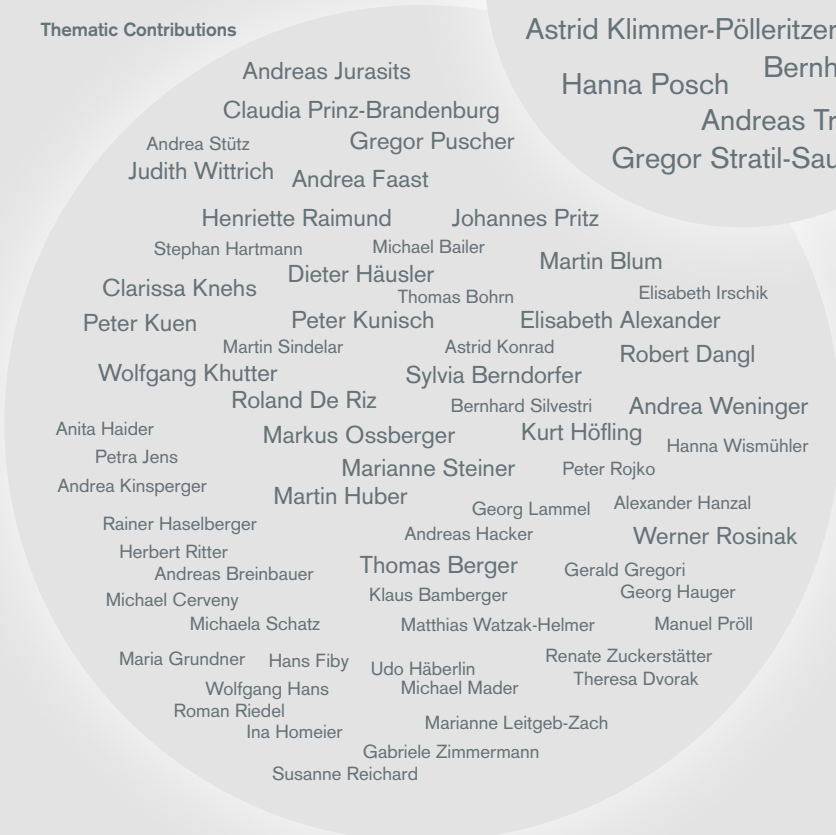 Thematic Contributions
Astrid Klimmer-Pölleritzer
Bernh
Hanna Posch
Andreas Tr
Gregor Stratil-Sau
Andreas Jurasits
Claudia Prinz-Brandenburg
Andrea Stütz
Gregor Puscher
Judith Wittrich
Andrea Faast
Henriette Raimund
Johannes Pritz
Stephan Hartmann
Michael Bailer
Martin Blum
Dieter Häusler
Clarissa Knehs
Thomas Bohrn
Elisabeth Irschik
Peter Kuen
Peter Kunisch
Elisabeth Alexander
Martin Sindelar
Astrid Konrad
Robert Dangl
Wolfgang Khutter
Sylvia Berndorfer
Roland De Riz
Bernhard Silvestri
Andrea Weninger
Anita Haider
Markus Ossberger
Kurt Höfling
Hanna Wismühler
Petra Jens
Marianne Steiner
Peter Rojko
Andrea Kinsperger
Martin Huber
Georg Lammel
Alexander Hanzal
Rainer Haselberger
Andreas Hacker
Werner Rosinak
Herbert Ritter
Thomas Berger
Gerald Gregori
Andreas Breinbauer
Michael Cerveny
Klaus Bamberger
Georg Hauger
Michaela Schatz
Matthias Watzak-Helmer
Manuel Pröll
Maria Grundner
Hans Fiby
Udo Häberlin
Renate Zuckerstätter
Theresa Dvorak
Wolfgang Hans
Michael Mader
Roman Riedel
Marianne Leitgeb-Zach
Ina Homeier
Gabriele Zimmermann
Susanne Reichard